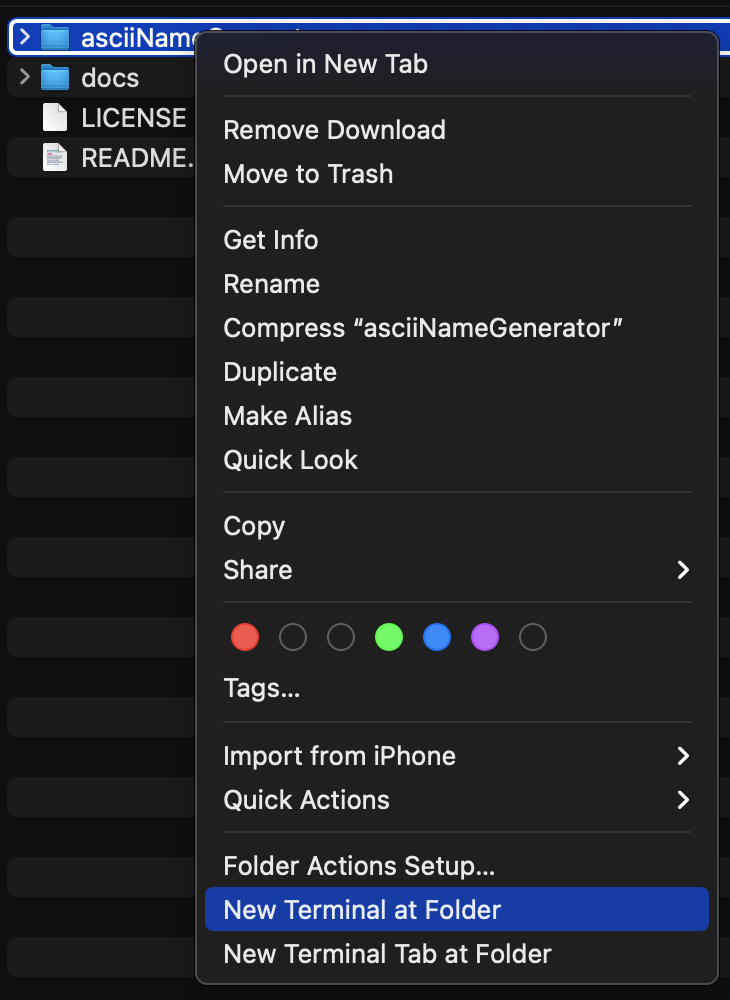 asciiName
docs
LICENSE
README.
Open in New Tab
Remove Download
Move to Trash
Get Info
Rename
Compress “asciiNameGenerator”
Duplicate
Make Alias
Quick Look
Copy
Share
Tags...
Import from iPhone
Quick Actions
Folder Actions Setup...
New Terminal at Folder
New Terminal Tab at Folder